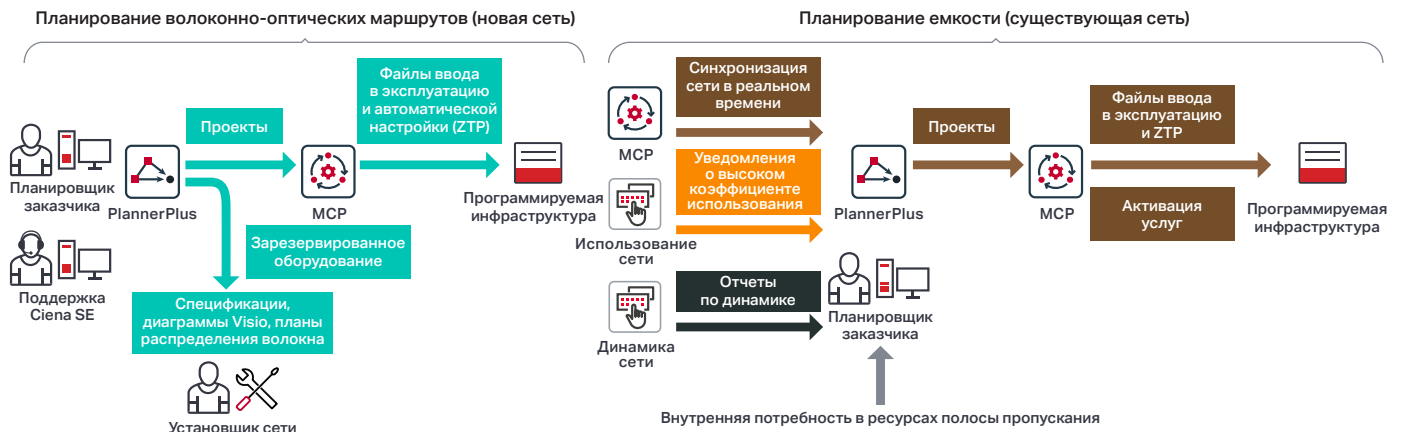 Планирование волоконно-оптических маршрутов (новая сеть)
Планировщик
заказчика
Поддержка
Ciena SE
PlannerPlus
Проекты
MCP
Файлы ввода
в эксплуатацию
и автоматической
настройки (ZTP)
Программируемая
инфраструктура
Зарезервированное
оборудование
Спецификации,
диаграммы Visio, планы
распределения волокна
Установщик сети
Планирование емкости (существующая сеть)
MCP
Синхронизация
сети в реальном
времени
Уведомления
о высоком
коэффициенте
использования
Использование
сети
Отчеты
по динамике
Динамика
сети
PlannerPlus
Планировщик
заказчика
Проекты
MCP
Файлы ввода
в эксплуатацию
и ZTP
Активация
услуг
Программируемая
инфраструктура
Внутренняя потребность в ресурсах полосы пропускания